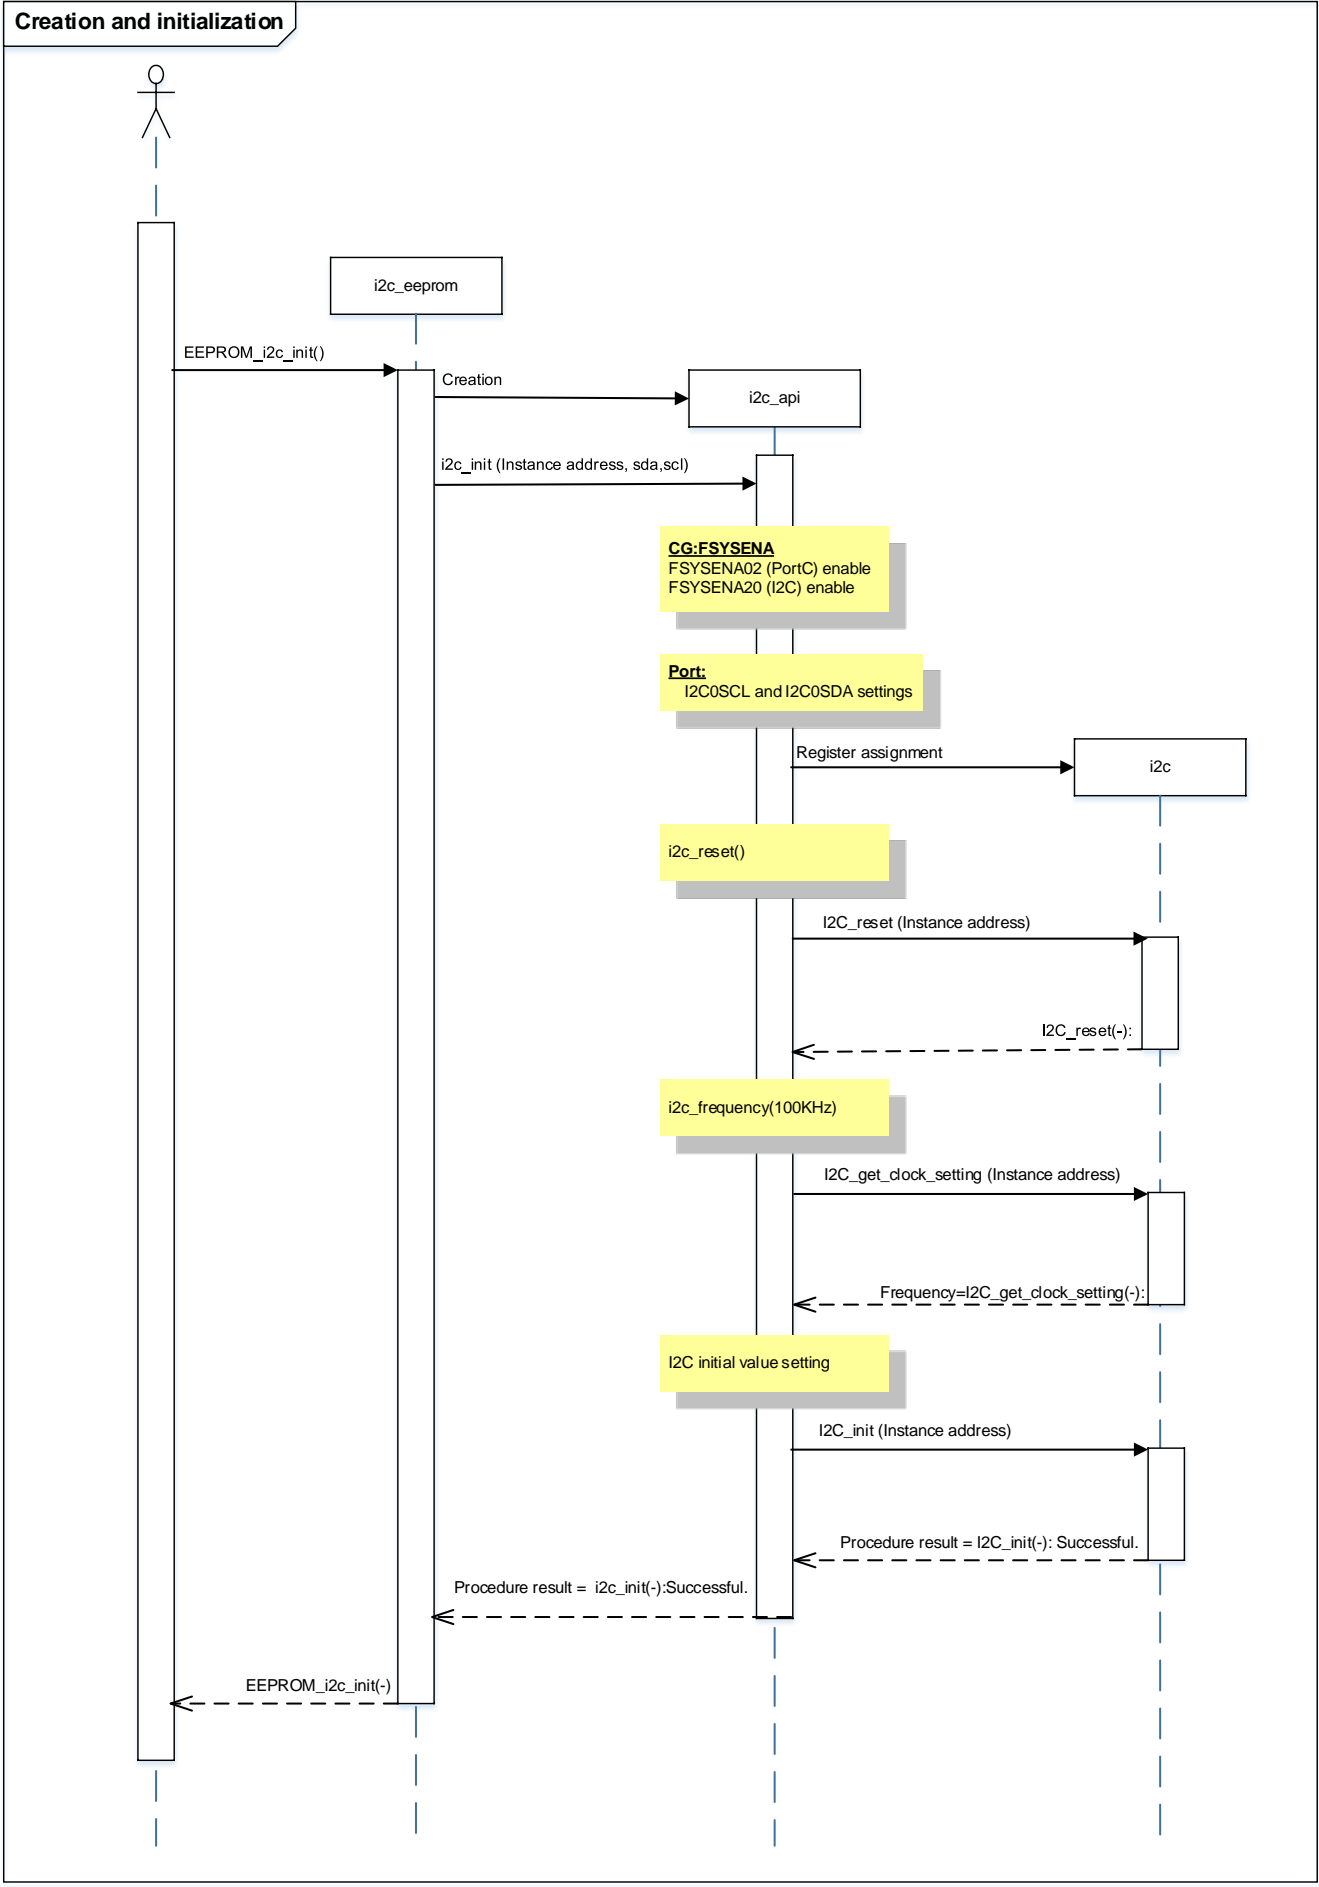 Creation and initialization
i2c_eeprom
EEPROM_i2c_init()
Creation
i2c_api
i2c_init (Instance address, sda,scl)
CG:FSYSENA
FSYSENA02 (PortC) enable
FSYSENA20 (I2C) enable
Port:
I2C0SCL and I2C0SDA settings
Register assignment
i2c
i2c_reset()
I2C_reset (Instance address)
I2C_reset(-):
i2c_frequency(100KHz)
I2C_get_clock_setting (Instance address)
Frequency=I2C_get_clock_setting(-):
I2C initial value setting
I2C_init (Instance address)
Procedure result = I2C_init(-): Successful.
Procedure result =  i2c_init(-):Successful.
EEPROM_i2c_init(-)